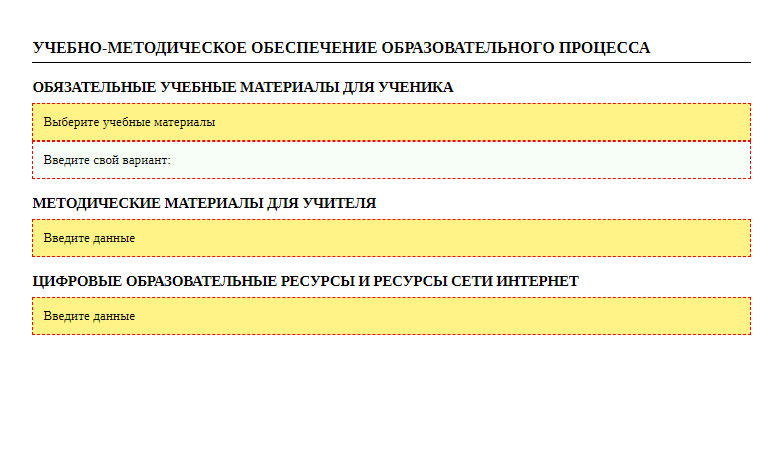 УЧЕБНО-МЕТОДИЧЕСКОЕ ОБЕСПЕЧЕНИЕ ОБРАЗОВАТЕЛЬНОГО ПРОЦЕССА
ОБЯЗАТЕЛЬНЫЕ УЧЕБНЫЕ МАТЕРИАЛЫ ДЛЯ УЧЕНИКА
Выберите учебные материалы
Введите свой вариант:
МЕТОДИЧЕСКИЕ МАТЕРИАЛЫ ДЛЯ УЧИТЕЛЯ
Введите данные
ЦИФРОВЫЕ ОБРАЗОВАТЕЛЬНЫЕ РЕСУРСЫ И РЕСУРСЫ СЕТИ ИНТЕРНЕТ
Введите данные